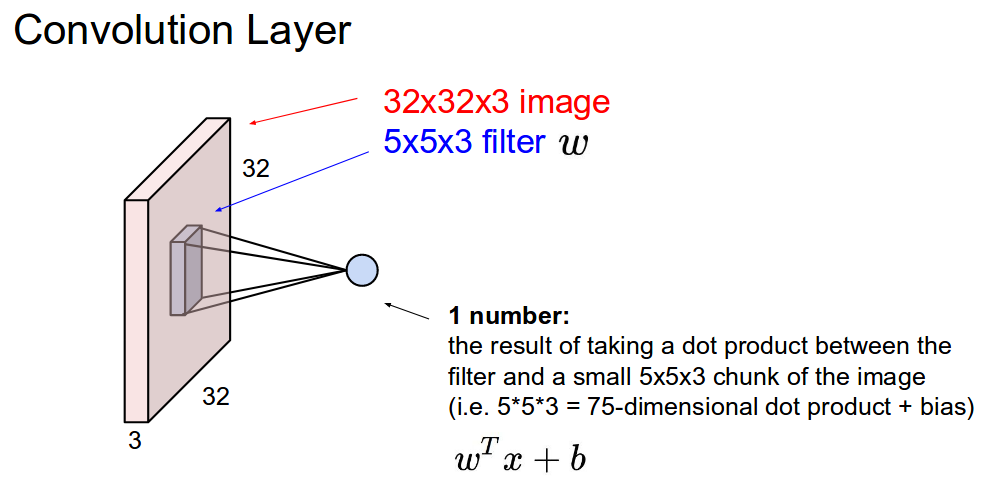 Convolution Layer
32x32x3 image
5x5x3 filter w
32
32
3
1 number:
the result of taking a dot product between the
filter and a small 5x5x3 chunk of the image
(i.e. 5*5*3 = 75-dimensional dot product + bias)
w^T x + b